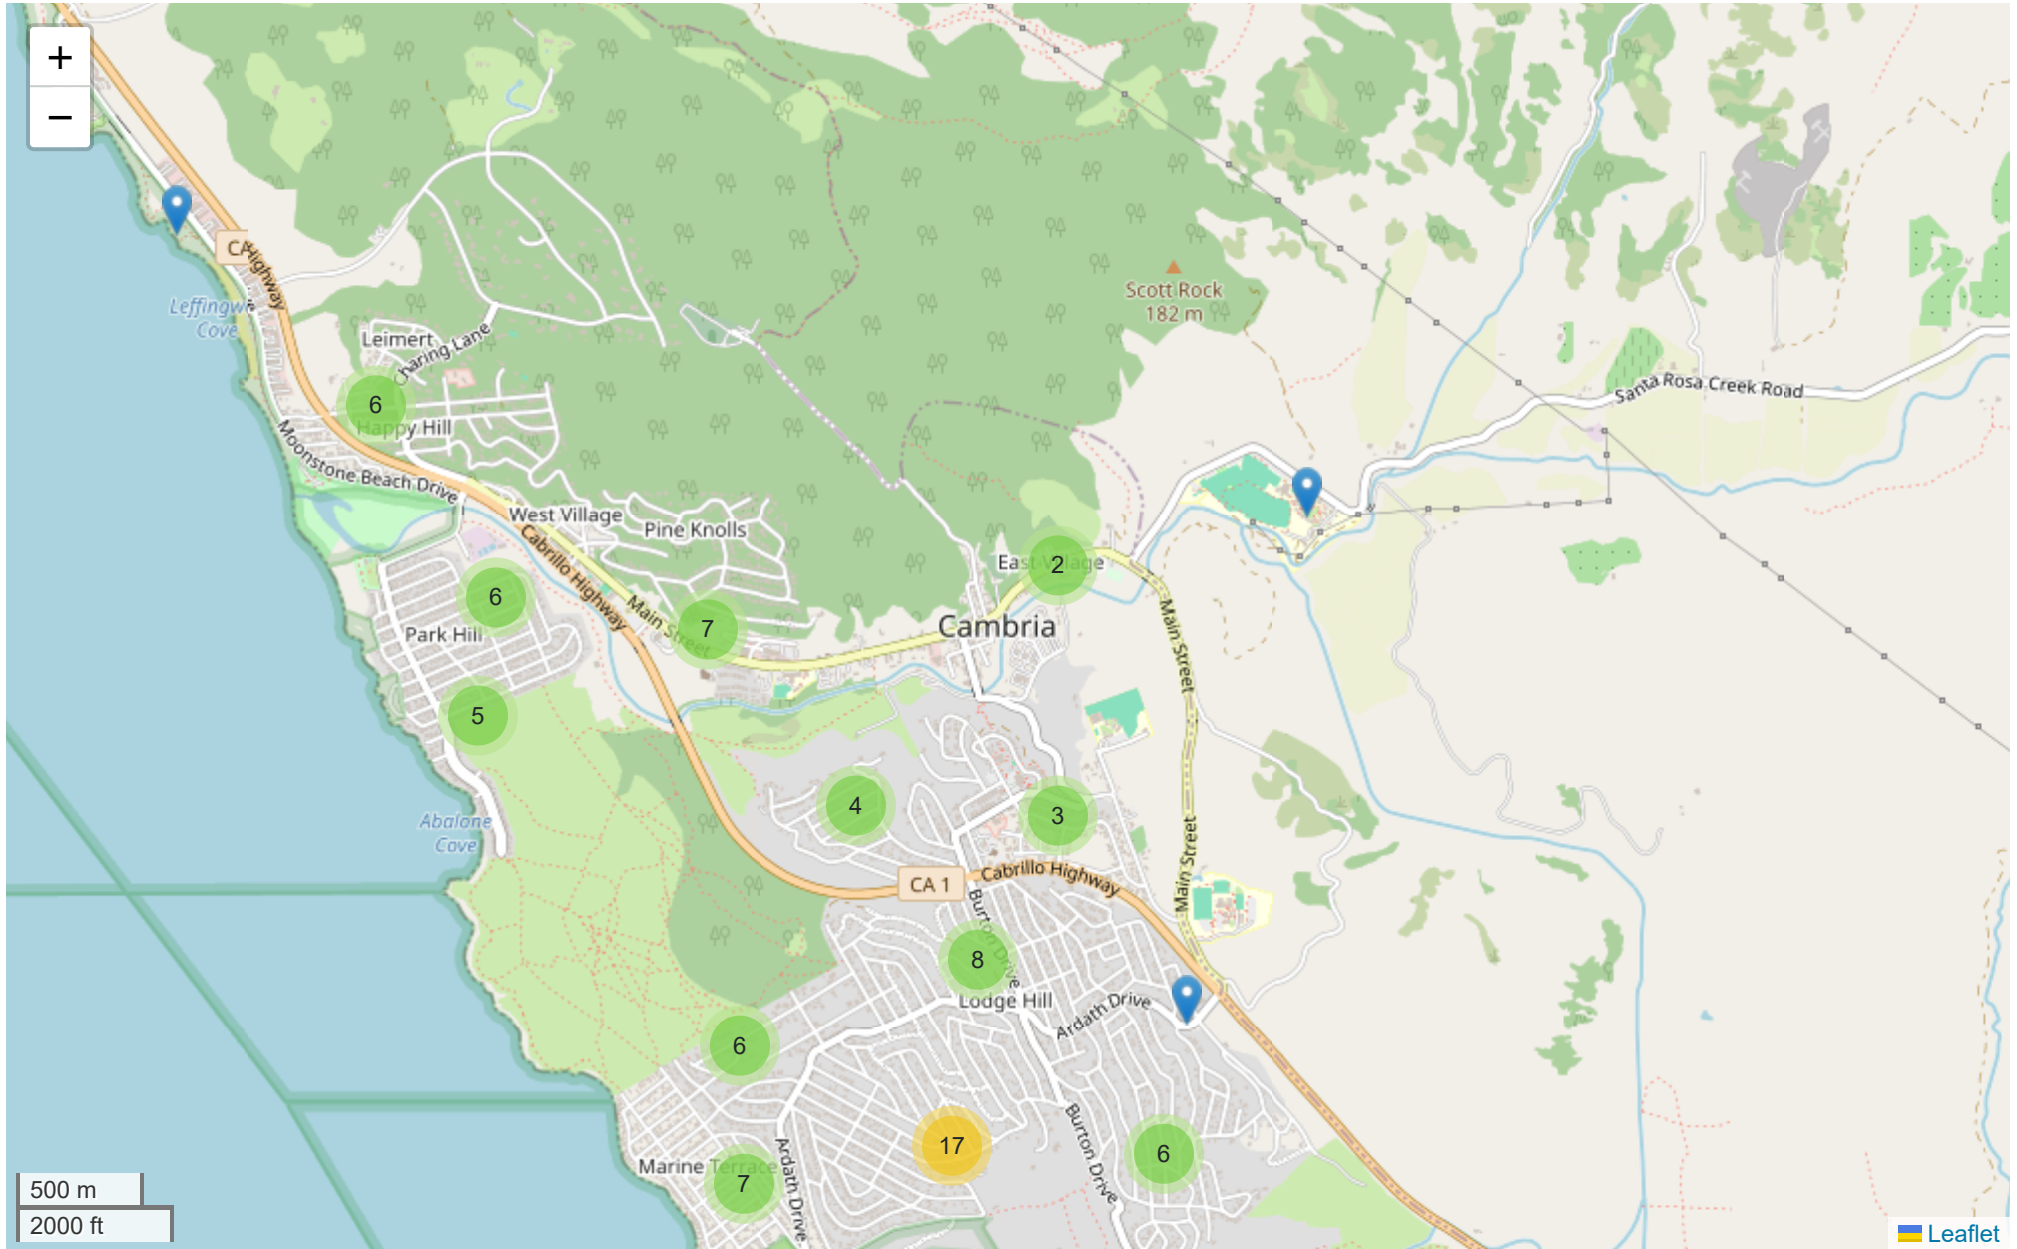 +
−
CA
Highway
Leffingwe
Cove
Scott Rock
182 m
Leimert
Charing Lane
6
Happy Hill
Santa Rosa Creek Road
Moonstone Beach Drive
West Village
Pine Knolls
Cabrillo Highway
East Village
2
6
Park Hill
Main Street
7
Cambria
Main Street
5
4
3
Abalone
Cove
Main Street
CA 1
Cabrillo Highway
Burton Drive
8
Lodge Hill
Ardath Drive
6
17
6
Marine Terrace
7
Ardath Drive
Burton Drive
500 m
2000 ft
Leaflet